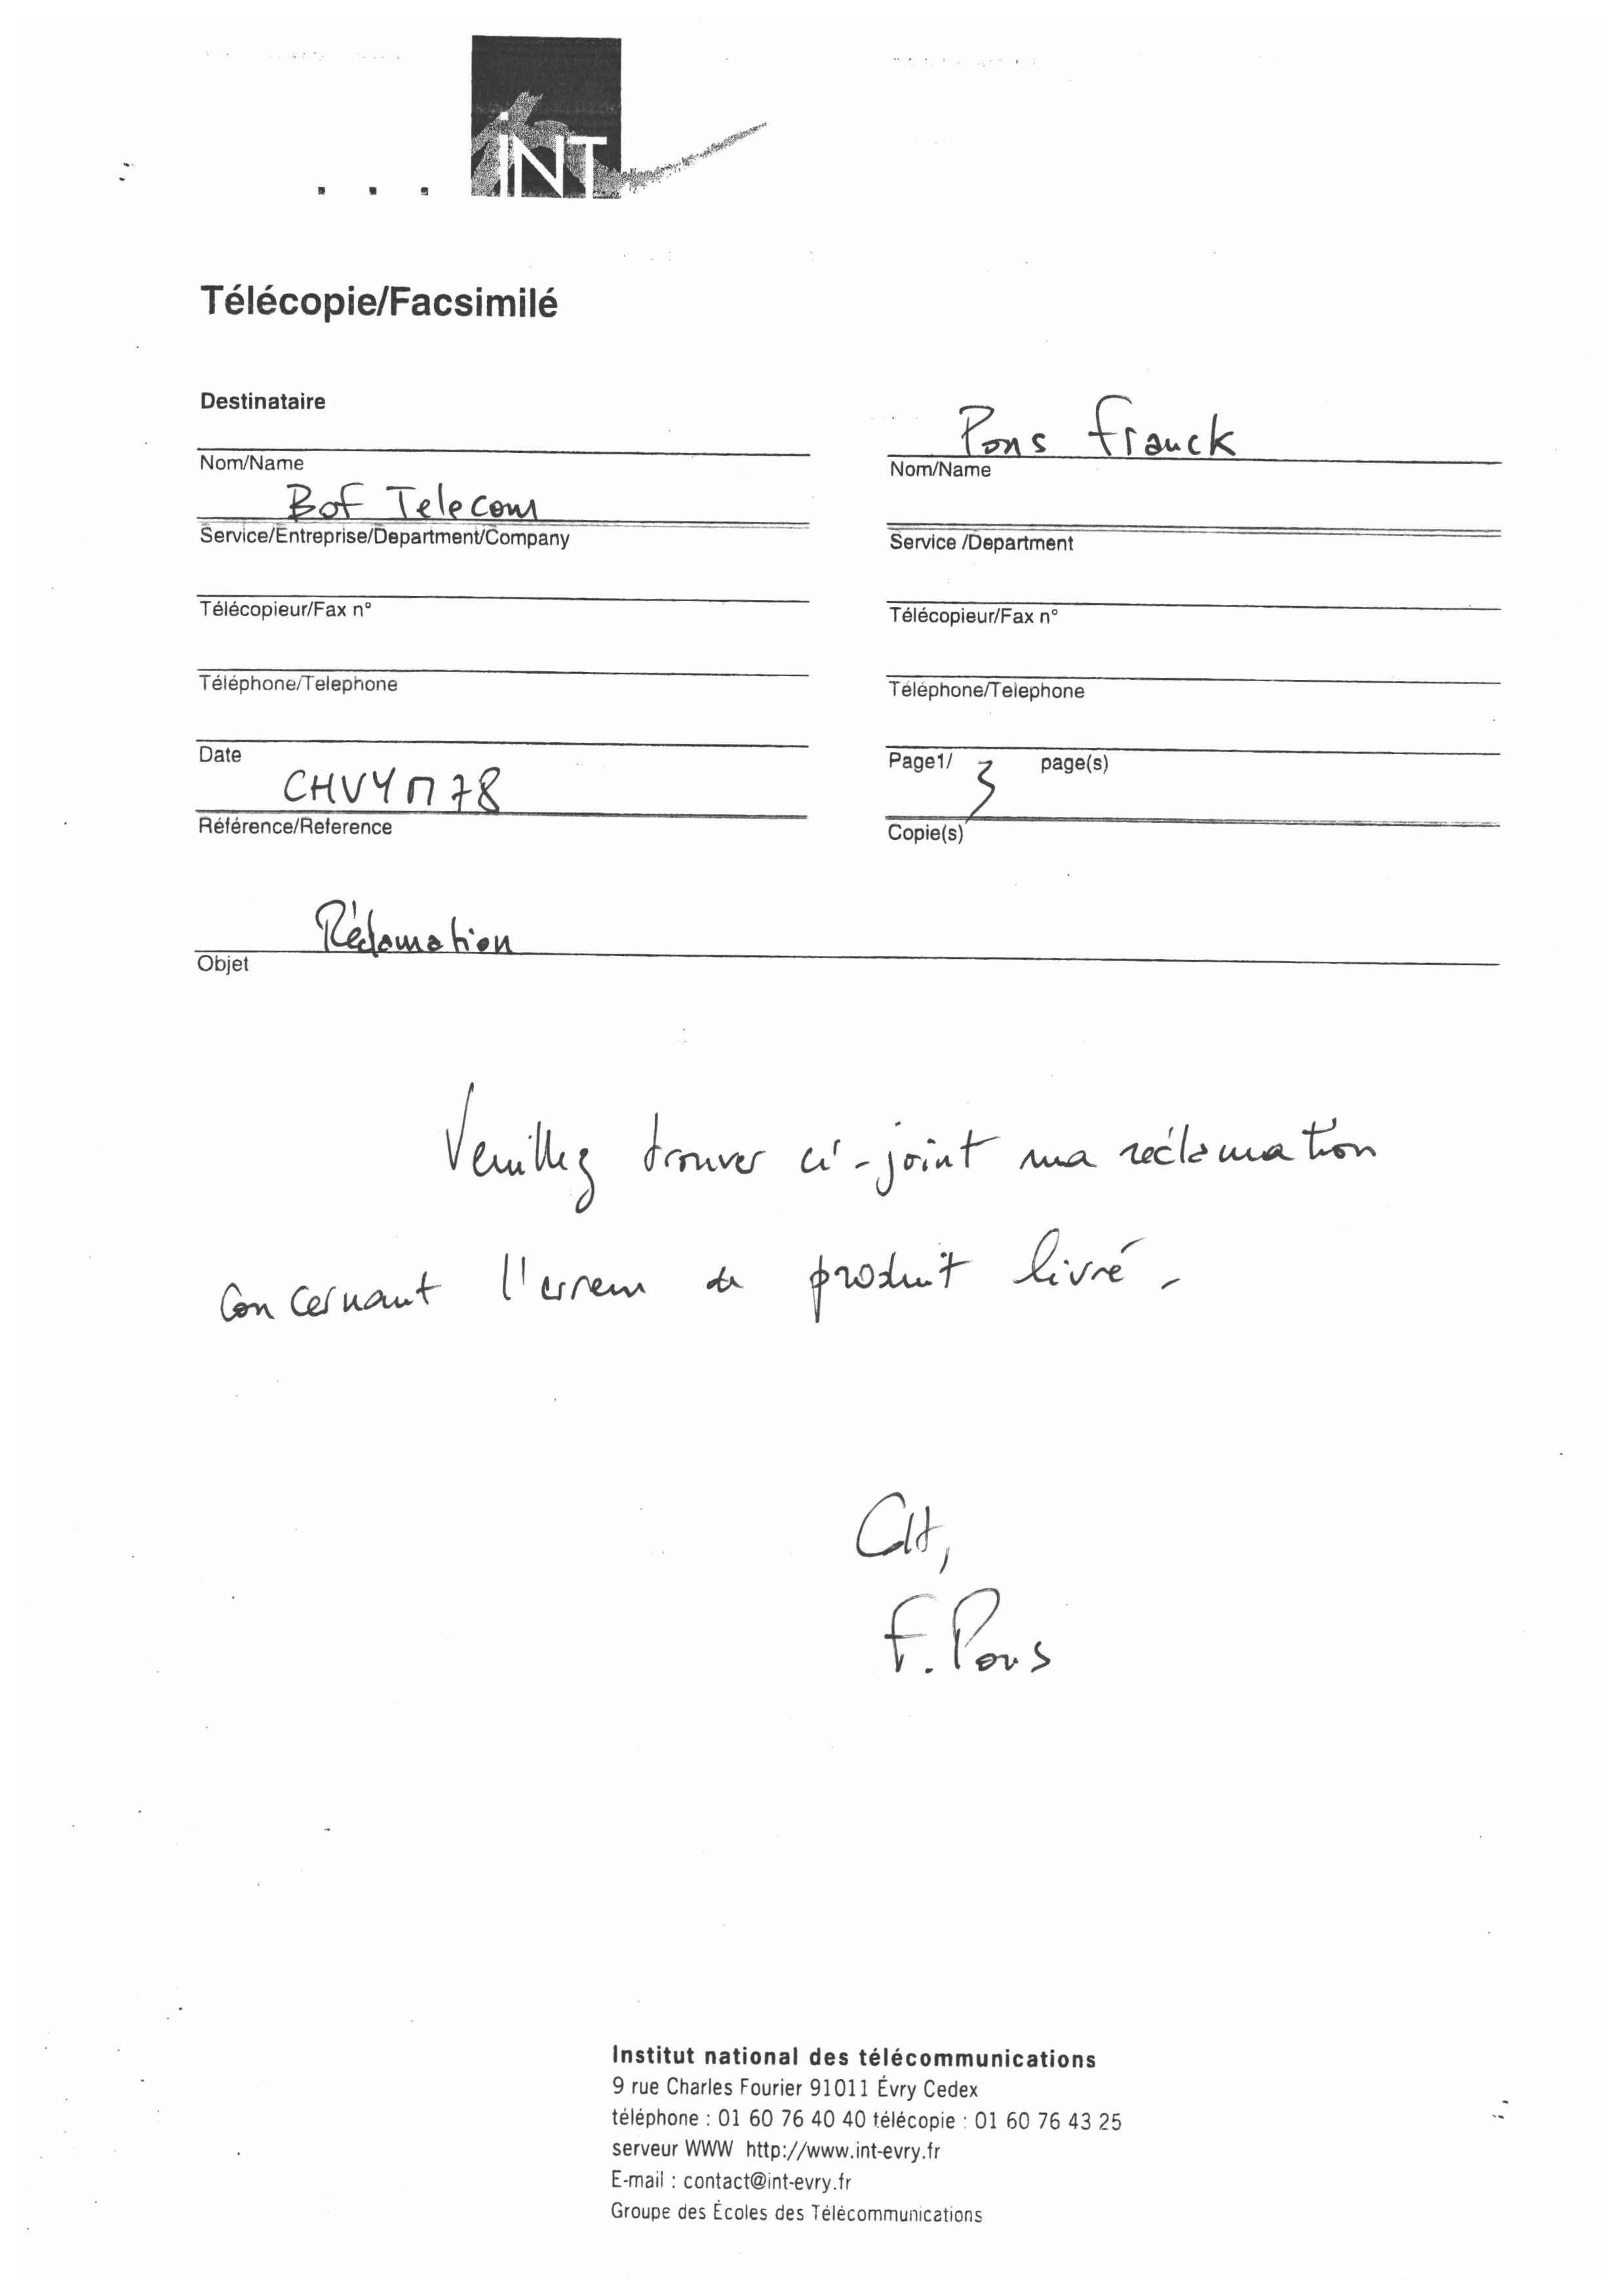 iNT
Télécopie/Facsimilé
Destinataire
Pons Franck
Nom/Name
Nom/Name
Bof Telecom
Service/Entreprise/Department/Company
Service /Department
Télécopieur/Fax n°
Télécopieur/Fax n°
Téléphone/Telephone
Téléphone/Telephone
Date
Page1/ 3 page(s)
CHVYM78
Référence/Reference
Copie(s)
Réclamation
Objet
Veuillez trouver ci-joint ma réclamation
concernant l'erreur de produit livré.
Cdt,
F. Pons
Institut national des télécommunications
9 rue Charles Fourier 91011 Évry Cedex
téléphone : 01 60 76 40 40 télécopie : 01 60 76 43 25
serveur WWW http://www.int-evry.fr
E-mail : contact@int-evry.fr
Groupe des Écoles des Télécommunications